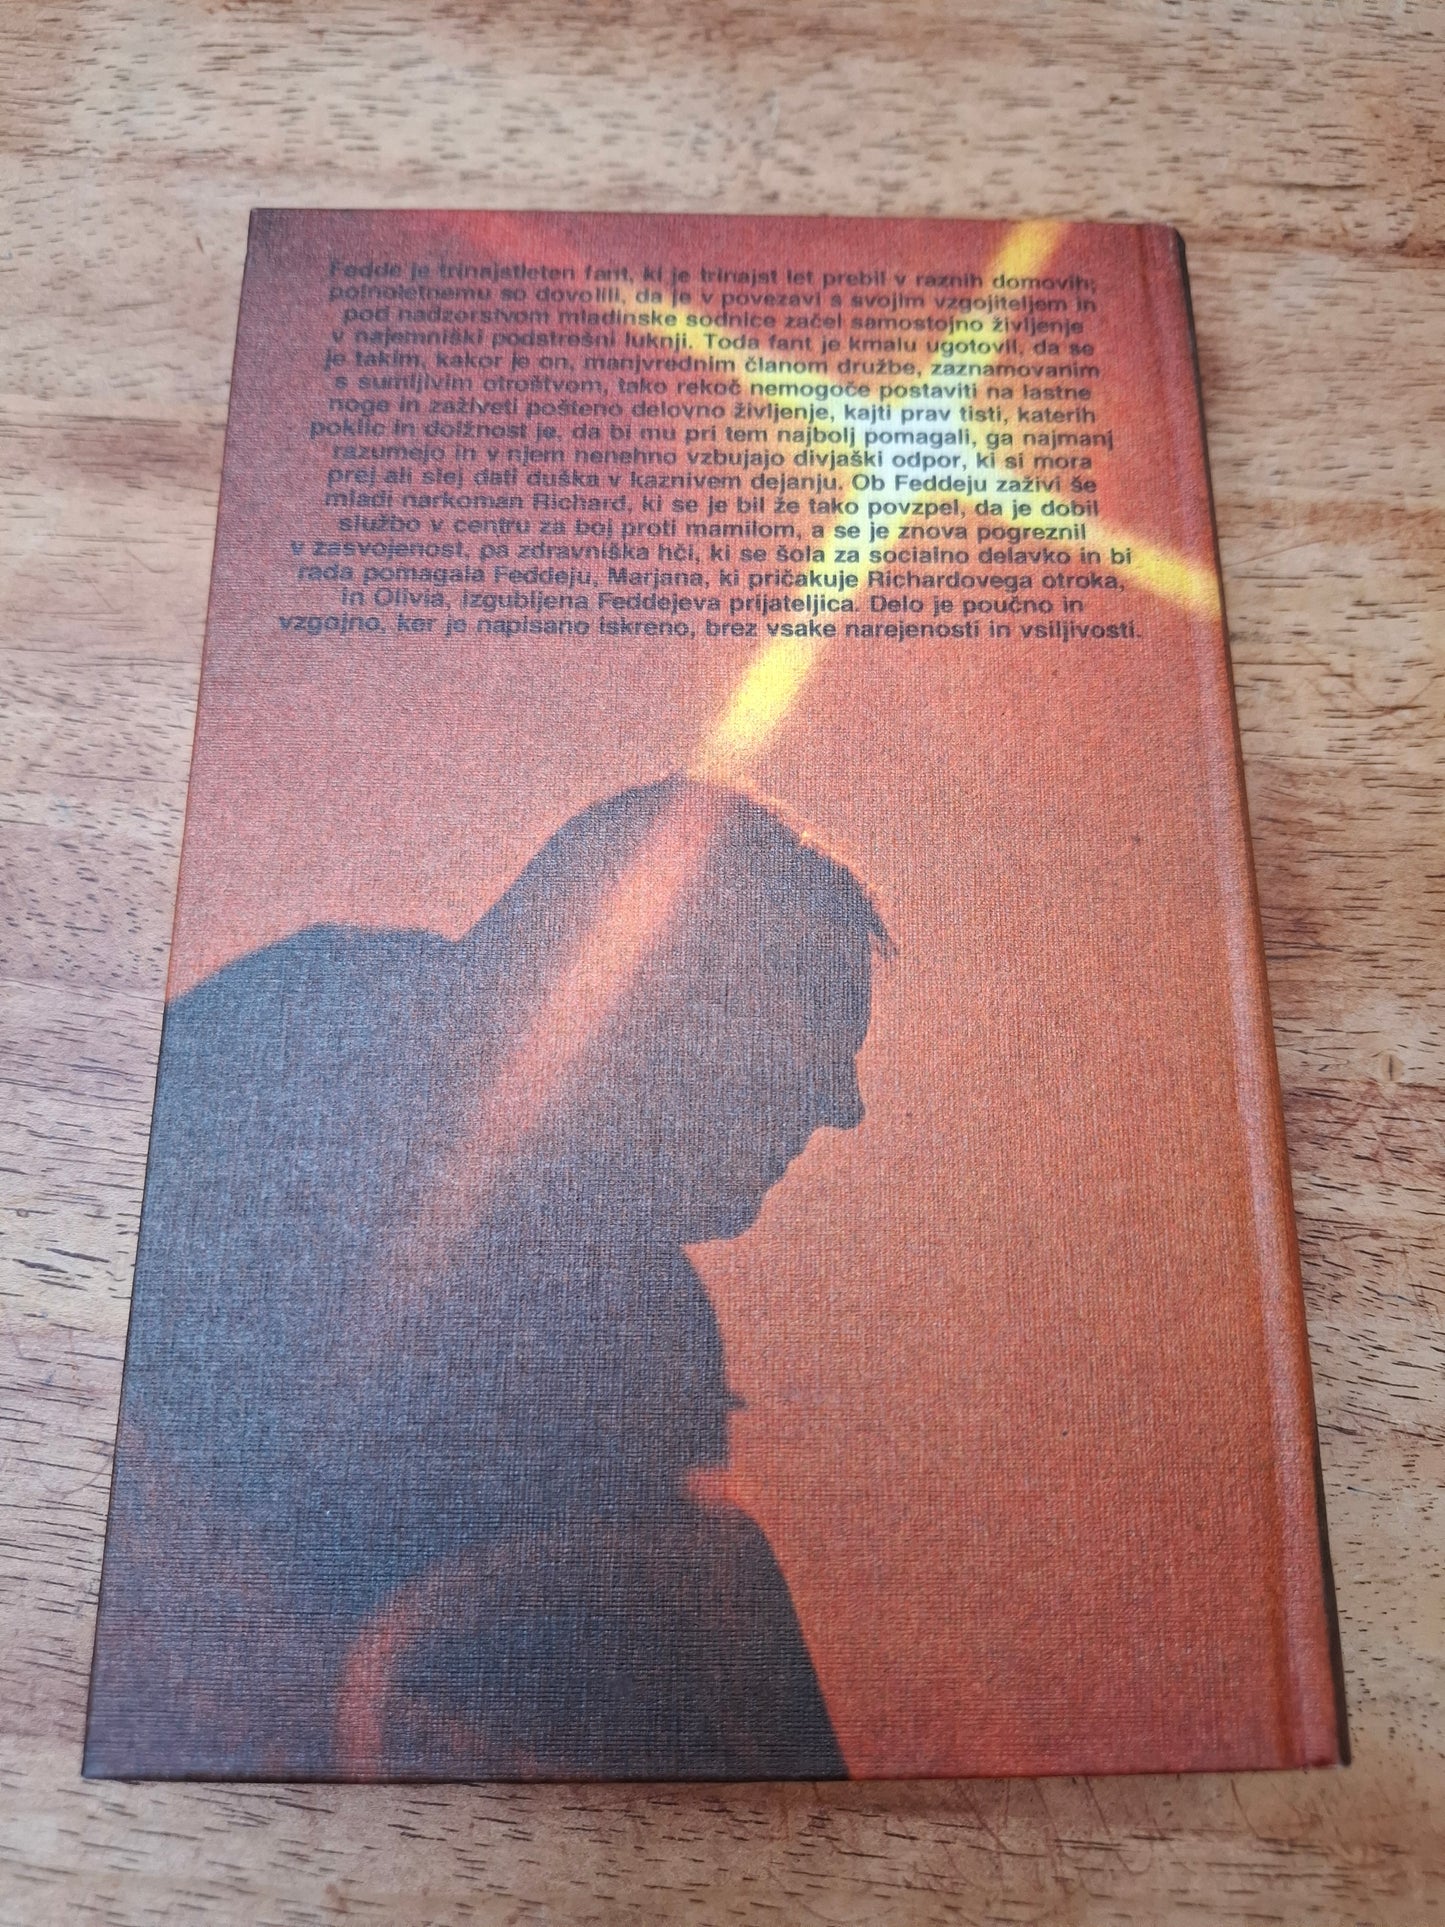 Fedde je trinajstleten fant, ki je trinajst let prebil v raznih domovih;
polnoletnemu so dovolili, da je v povezavi s svojim vzgojiteljem in
pod nadzorstvom mladinske sodnice začel samostojno življenje
v najemniški podstrešni luknji. Toda fant je kmalu ugotovil, da se
je takim, kakor je on, manjvrednim članom družbe, zaznamovanim
s sumljivim otroštvom, tako rekoč nemogoče postaviti na lastne
noge in zaživeti pošteno delovno življenje, kajti prav tisti, katerih
poklic in dolžnost je, da bi mu pri tem najbolj pomagali, ga najmanj
razumejo in v njem nenehno vzbujajo divjaški odpor, ki si mora
prej ali slej dati duška v kaznivem dejanju. Ob Feddeju zaživi še
mladi narkoman Richard, ki se je bil že tako povzpel, da je dobil
službo v centru za boj proti mamilom, a se je znova pogreznil
v zasvojenost, pa zdravniška hči, ki se šola za socialno delavko in bi
rada pomagala Feddeju, Marjana, ki pričakuje Richardovega otroka,
in Olivia, izgubljena Feddejeva prijateljica. Delo je poučno in
vzgojno, ker je napisano iskreno, brez vsake narejenosti in vsiljivosti.